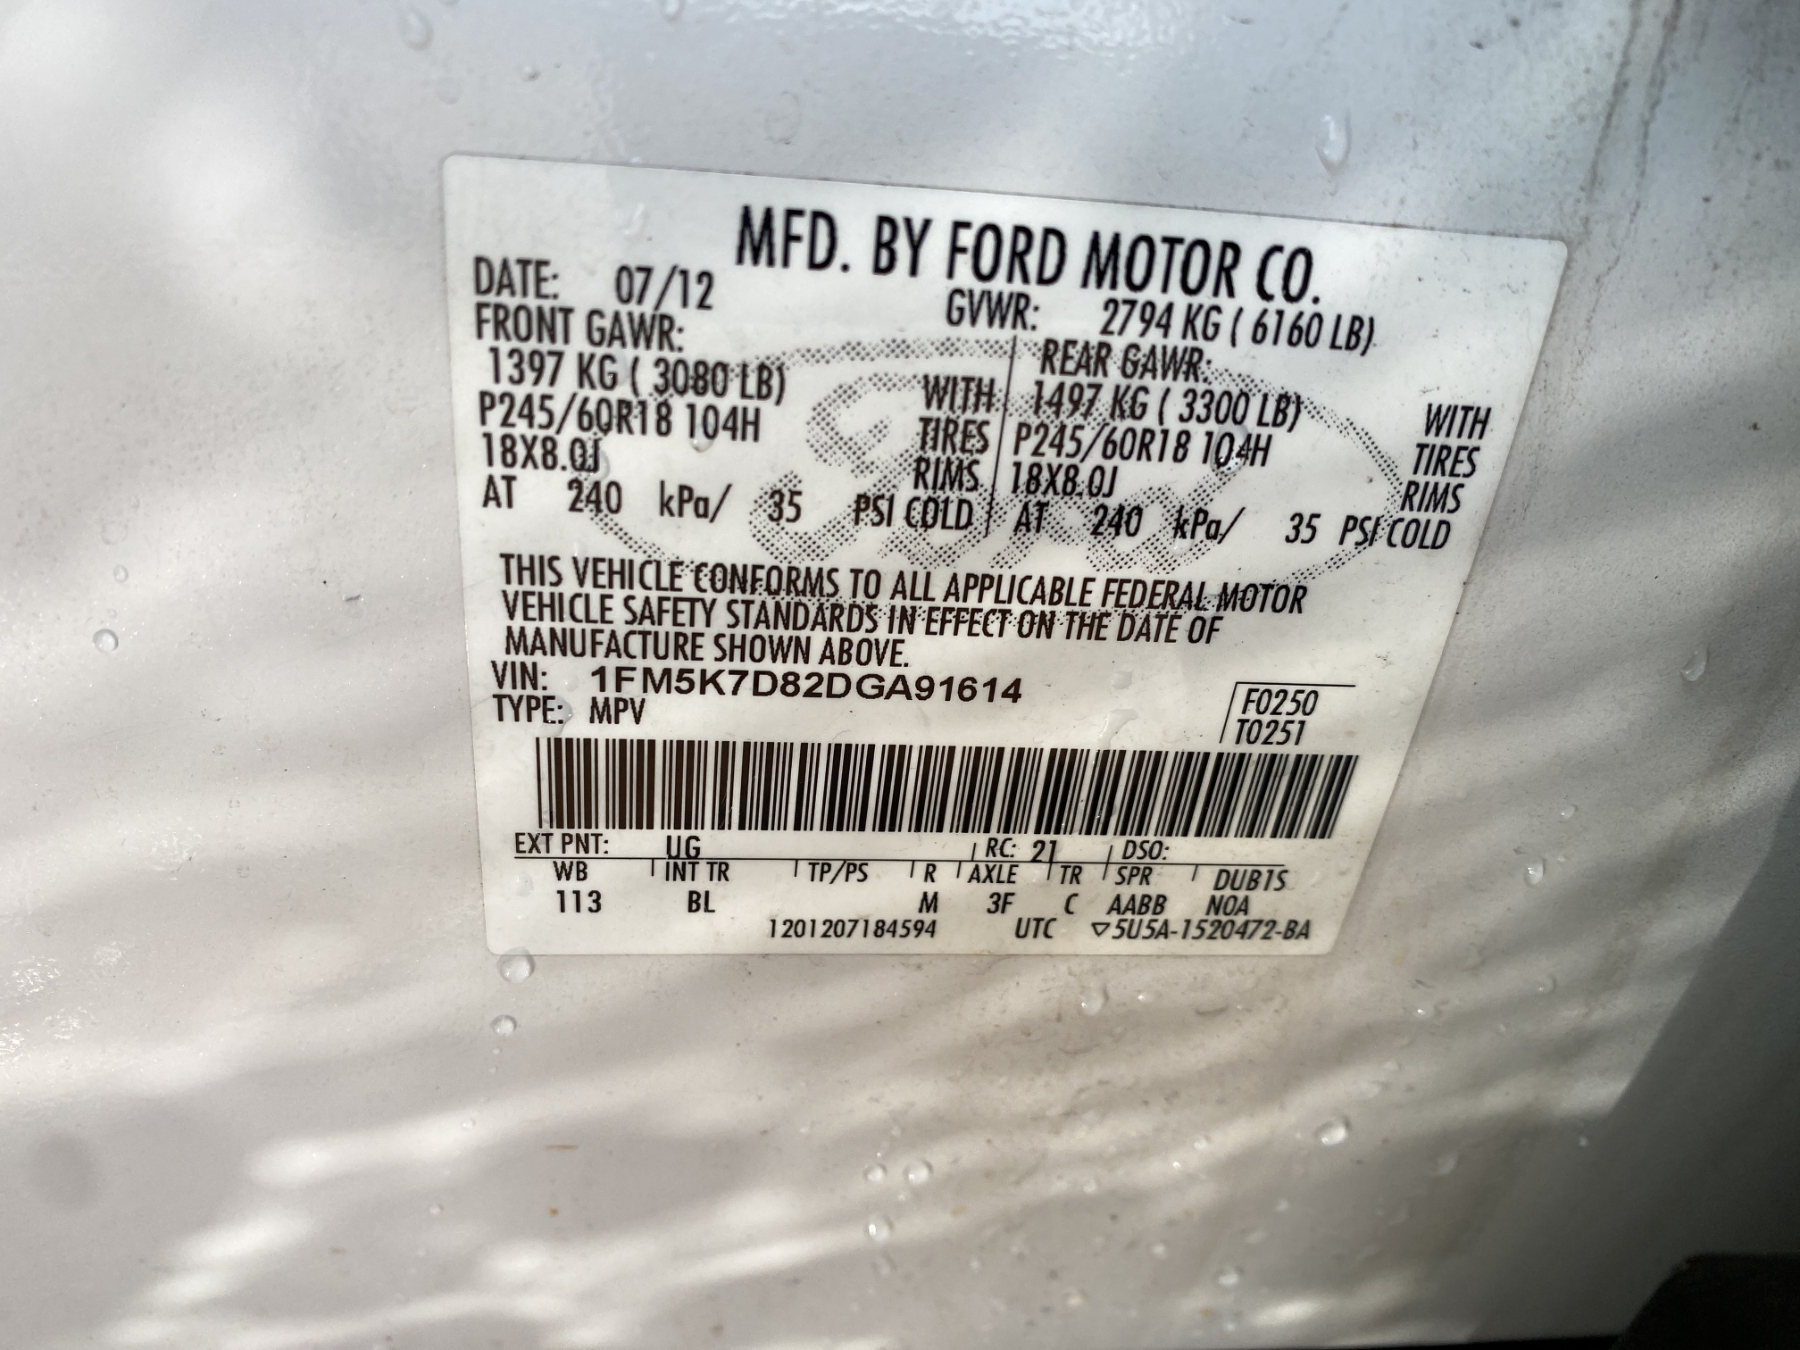 MFD. BY FORD MOTOR CO.
DATE: 07/12 GVWR: 2794 KG ( 6160 LB)
FRONT GAWR: REAR GAWR:
1397 KG ( 3080 LB) WITH 1497 KG ( 3300 LB) WITH
P245/60R18 104H TIRES P245/60R18 104H TIRES
18X8.0J RIMS 18X8.0J RIMS
AT 240 kPa/ 35 PSI COLD AT 240 kPa/ 35 PSI COLD
THIS VEHICLE CONFORMS TO ALL APPLICABLE FEDERAL MOTOR
VEHICLE SAFETY STANDARDS IN EFFECT ON THE DATE OF
MANUFACTURE SHOWN ABOVE.
VIN: 1FM5K7D82DGA91614 F0250
TYPE: MPV T0251
EXT PNT: UG RC: 21 DSO:
WB INT TR TP/PS R AXLE TR SPR DUB1S
113 BL M 3F C AABB N0A
1201207184594 UTC ▽5U5A-1520472-BA